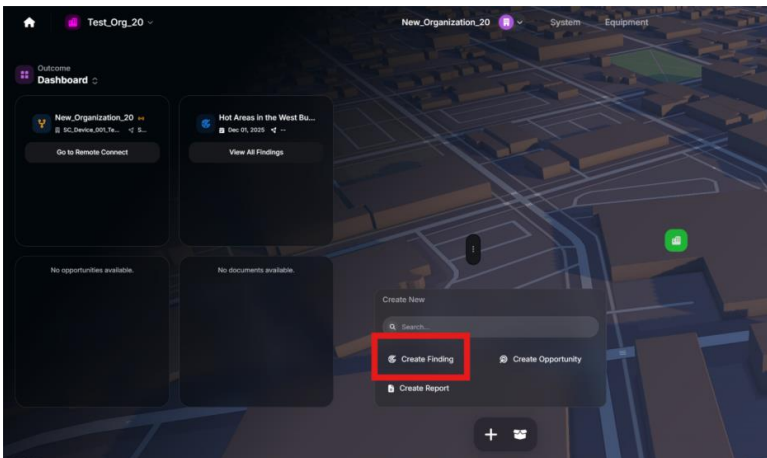 Test_Org_20
New_Organization_20
System
Equipment
Outcome
Dashboard
New_Organization_20
SC_Device_001_Te... S...
Go to Remote Connect
Hot Areas in the West Bu...
Dec 01, 2025 --
View All Findings
No opportunities available.
No documents available.
Create New
Search...
Create Finding
Create Opportunity
Create Report